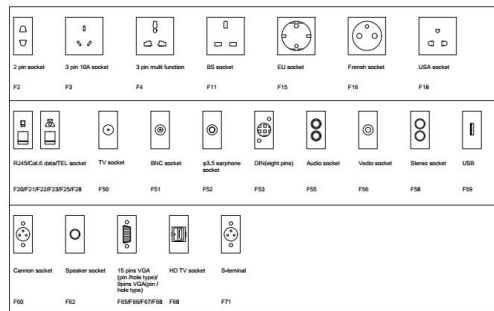 2 pin socket 3 pin 10A socket 3 pin multi function BS socket EU socket Frensh socket USA socket
F2 F3 F4 F11 F15 F16 F18
RJ45/Cat.6 data/TEL socket TV socket BNC socket φ3.5 earphone DIN(eight pins) Audio socket Vedio socket Stereo socket USB
socket
F20/F21/F22/F23/F25/F28 F50 F51 F52 F53 F55 F56 F58 F59
Cannon socket Speaker socket 15 pins VGA HD TV socket S-teminal
(pin /hole type)/
9pins VGA(pin /
hole type)
F60 F62 F65/F66/F67/F68 F68 F71